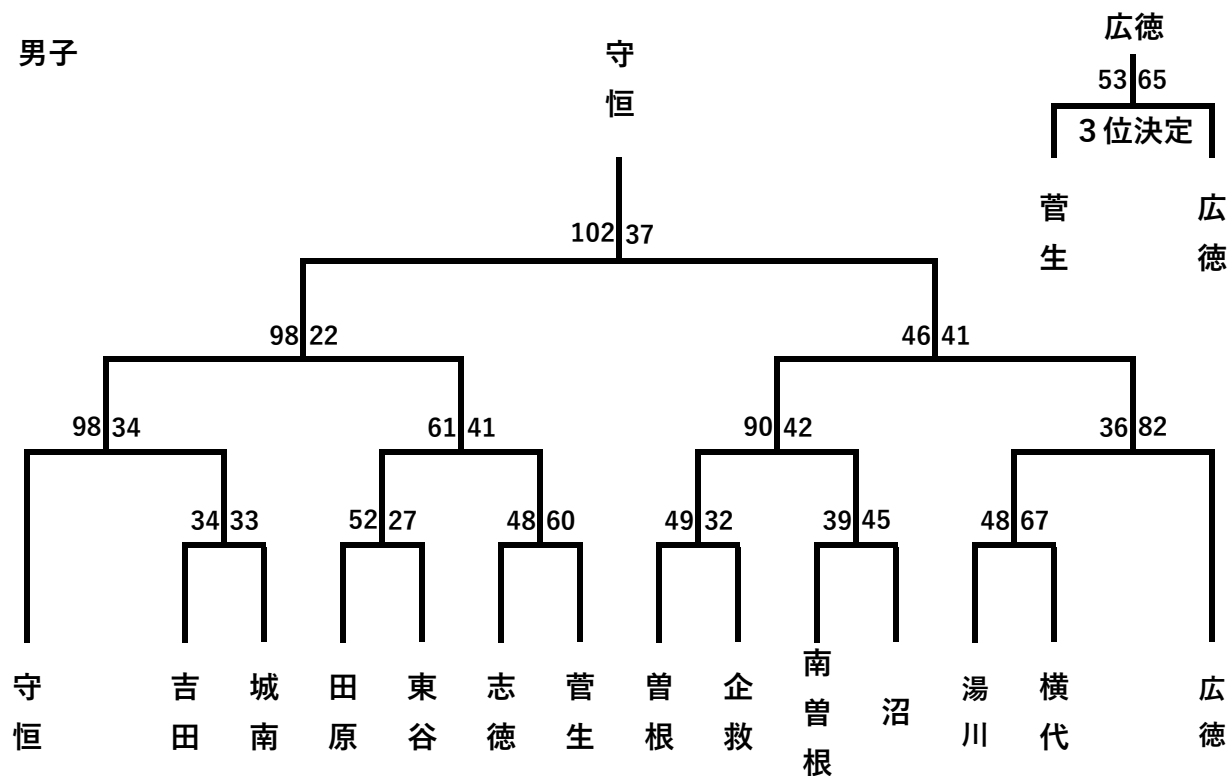 男子
守恒
広徳
53 65
３位決定
菅生
広徳
102 37
98 22
46 41
98 34
61 41
90 42
36 82
34 33
52 27
48 60
49 32
39 45
48 67
守恒
吉田
城南
田原
東谷
志徳
菅生
曽根
企救
南曽根
沼
湯川
横代
広徳